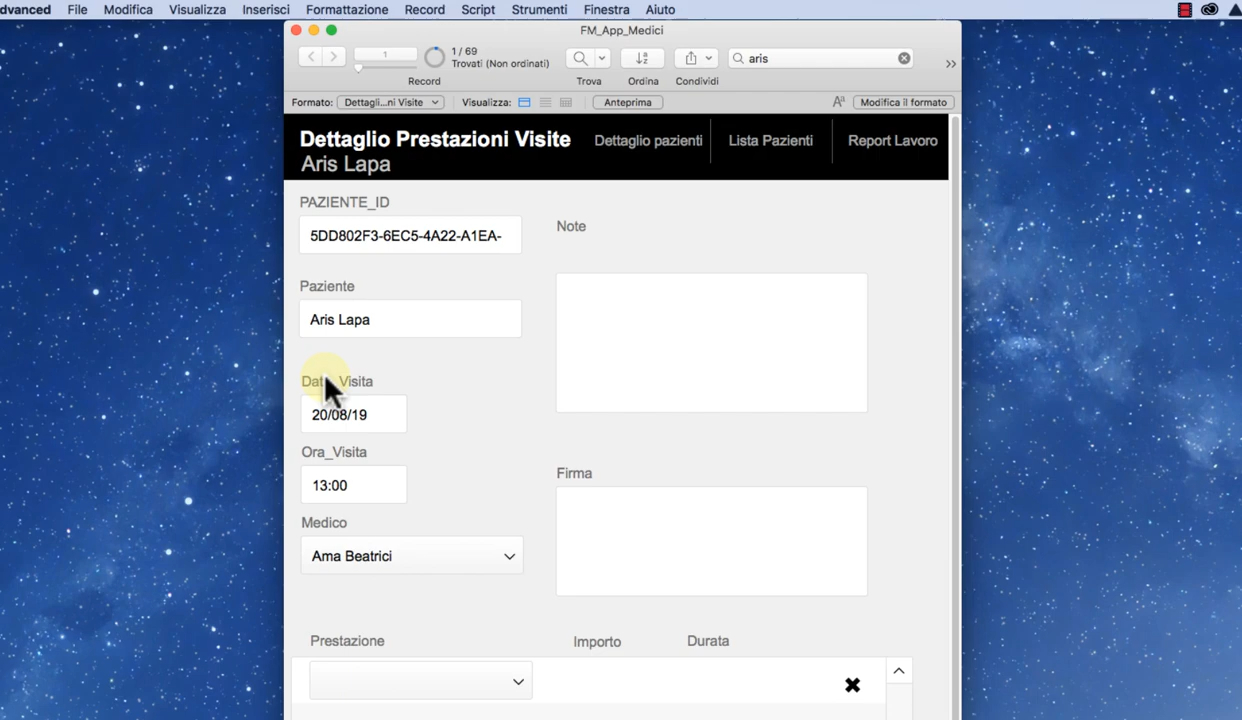 dvanced File Modifica Visualizza Inserisci Formattazione Record Script Strumenti Finestra Aiuto
FM_App_Medici
1
1 / 69
Trovati (Non ordinati)
aris
Record Trova Ordina Condividi
Formato: Dettagli...ni Visite Visualizza: Anteprima Aa Modifica il formato
Dettaglio Prestazioni Visite Dettaglio pazienti Lista Pazienti Report Lavoro
Aris Lapa
PAZIENTE_ID
5DD802F3-6EC5-4A22-A1EA-
Note
Paziente
Aris Lapa
Data_Visita
20/08/19
Ora_Visita
13:00
Firma
Medico
Ama Beatrici
Prestazione Importo Durata